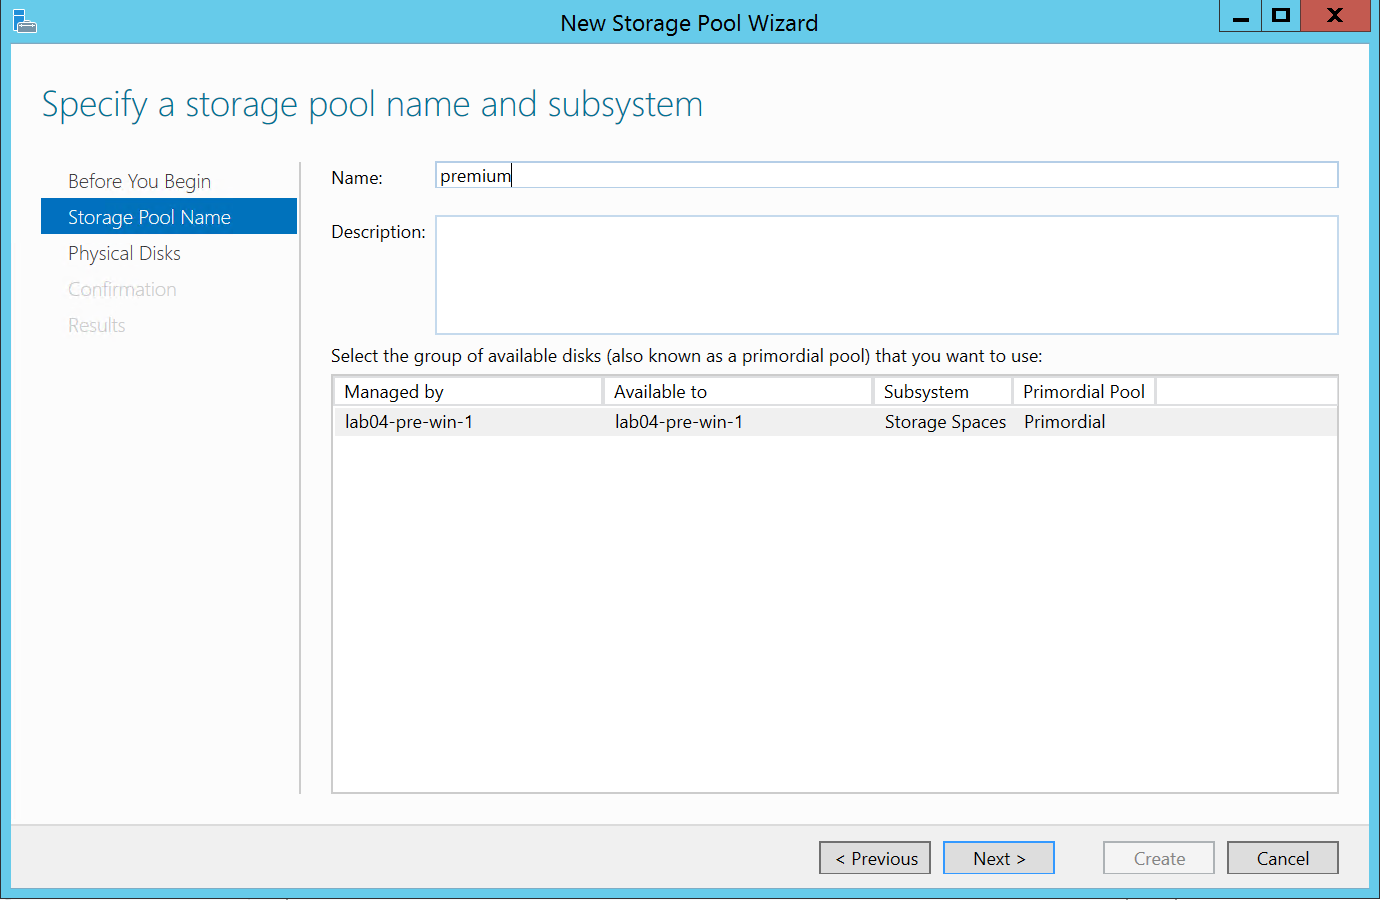 New Storage Pool Wizard
Specify a storage pool name and subsystem
Before You Begin
Storage Pool Name
Physical Disks
Confirmation
Results
Name: premium
Description:
Select the group of available disks (also known as a primordial pool) that you want to use:
Managed by Available to Subsystem Primordial Pool
lab04-pre-win-1 lab04-pre-win-1 Storage Spaces Primordial
< Previous Next > Create Cancel